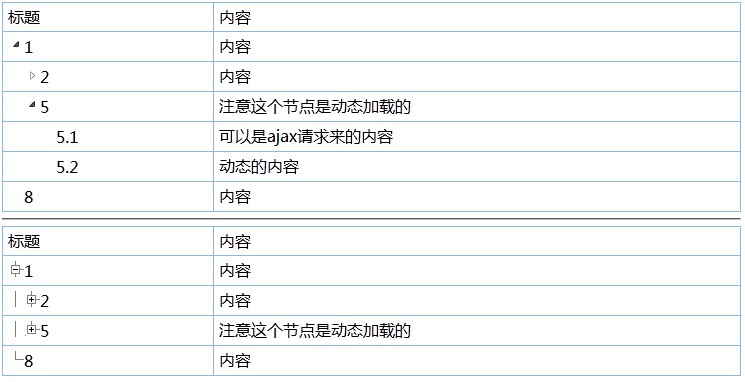 标题 内容
1 内容
2 内容
5 注意这个节点是动态加载的
5.1 可以是ajax请求来的内容
5.2 动态的内容
8 内容
标题 内容
1 内容
2 内容
5 注意这个节点是动态加载的
8 内容